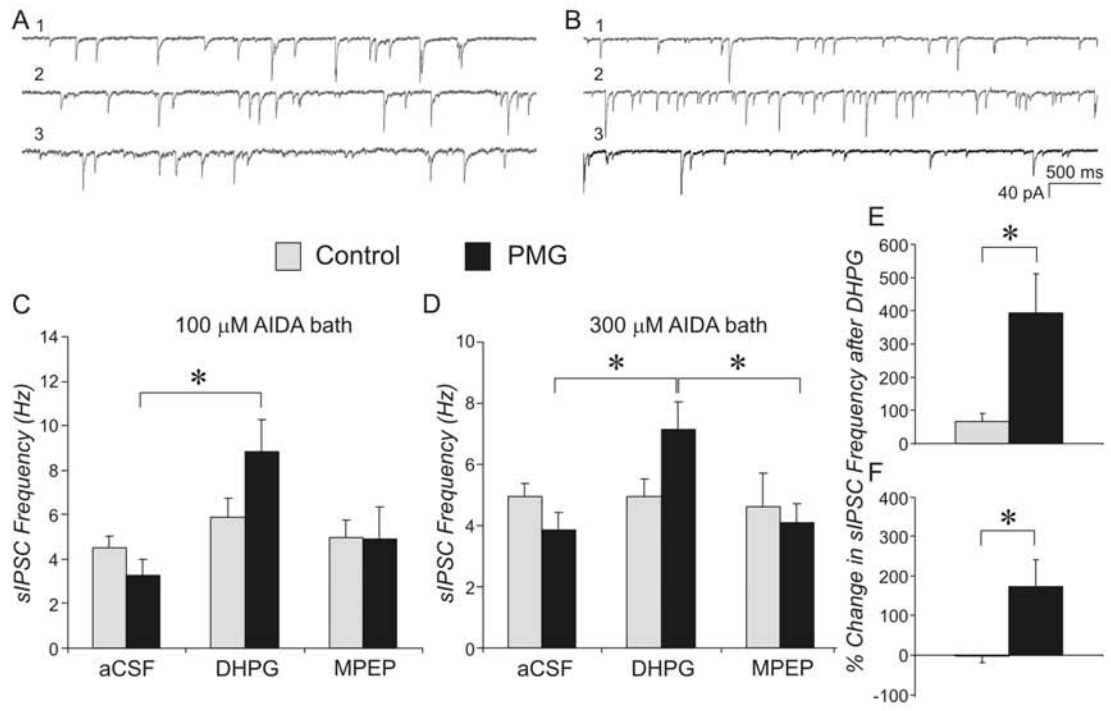 A
1
2
3
B
1
2
3
500 ms
40 pA
Control
PMG
C
100 μM AIDA bath
sIPSC Frequency (Hz)
14
12
10
8
6
4
2
0
*
aCSF
DHPG
MPEP
D
300 μM AIDA bath
sIPSC Frequency (Hz)
10
8
6
4
2
0
*
*
aCSF
DHPG
MPEP
% Change in sIPSC Frequency after DHPG
E
600
500
400
300
200
100
0
*
F
400
300
200
100
0
-100
*